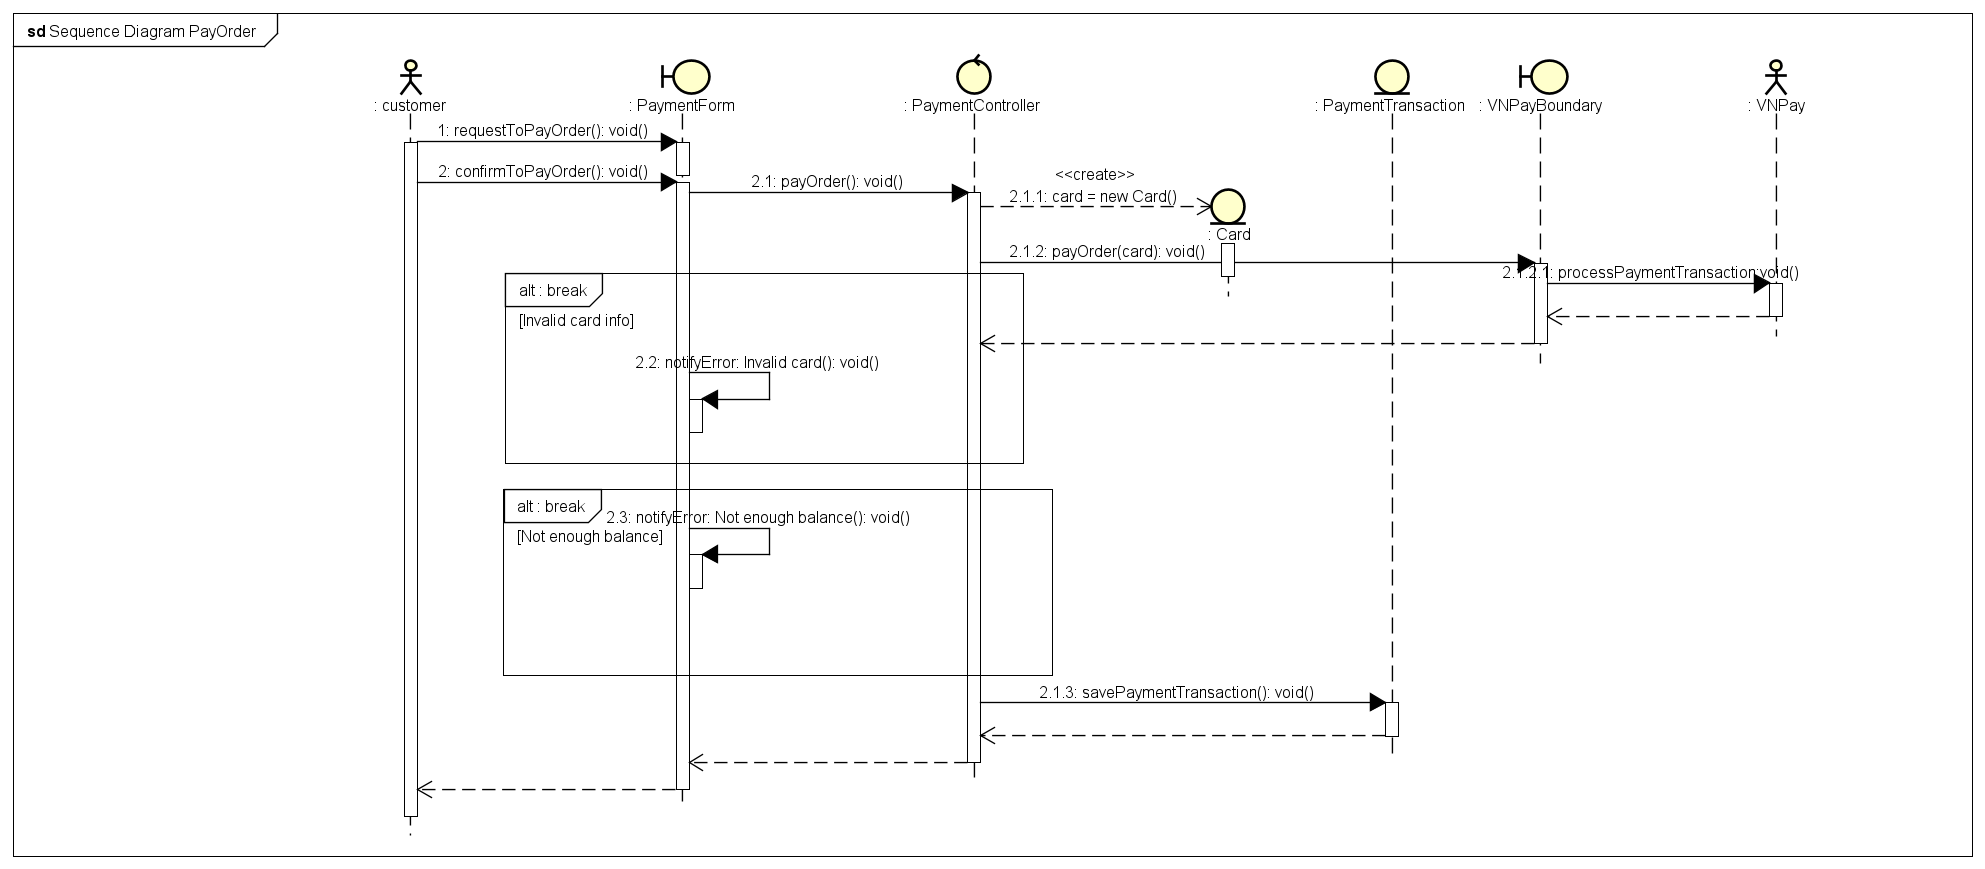 sd Sequence Diagram PayOrder
: customer
: PaymentForm
: PaymentController
: PaymentTransaction
: VNPayBoundary
: VNPay
1: requestToPayOrder(): void()
2: confirmToPayOrder(): void()
2.1: payOrder(): void()
<<create>>
2.1.1: card = new Card()
: Card
2.1.2: payOrder(card): void()
2.1.2.1: processPaymentTransaction:void()
alt : break
[Invalid card info]
2.2: notifyError: Invalid card(): void()
alt : break
2.3: notifyError: Not enough balance(): void()
[Not enough balance]
2.1.3: savePaymentTransaction(): void()